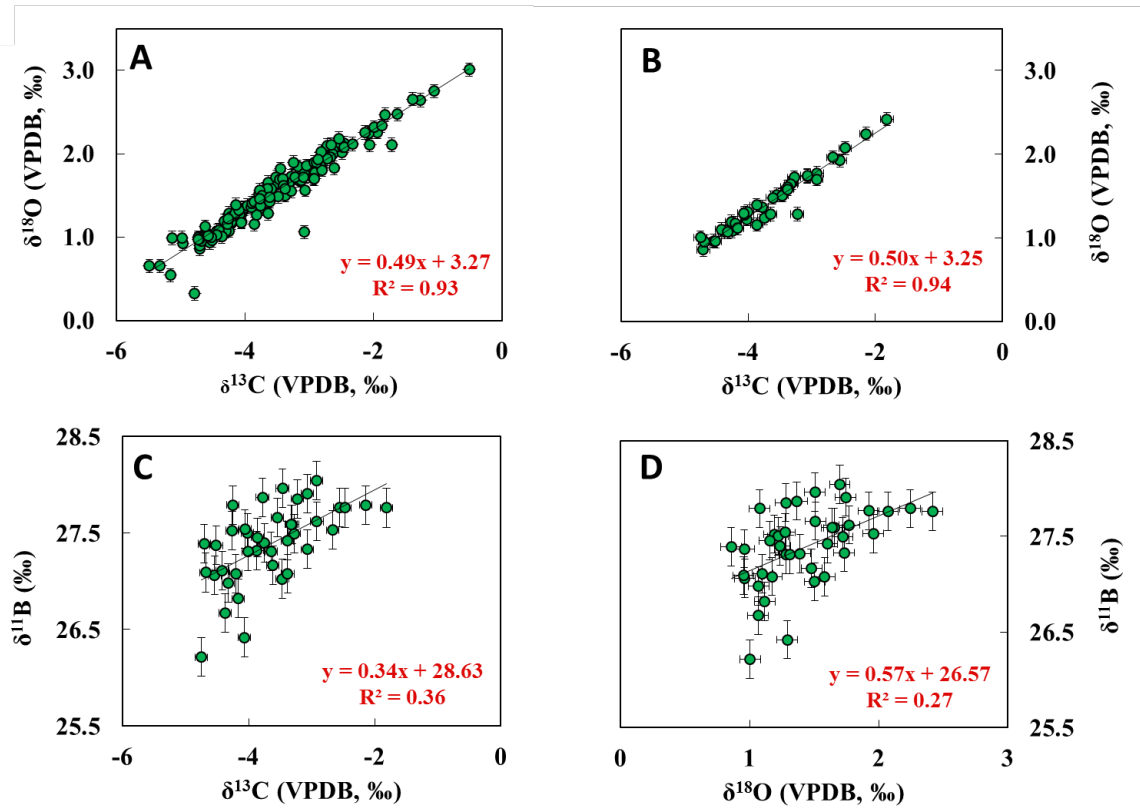 A
B
δ18O (VPDB, ‰)
3.0
2.0
1.0
0.0
y = 0.49x + 3.27
R² = 0.93
-6
-4
-2
0
δ13C (VPDB, ‰)
y = 0.50x + 3.25
R² = 0.94
3.0
2.0
1.0
0.0
δ18O (VPDB, ‰)
-6
-4
-2
0
δ13C (VPDB, ‰)
C
D
δ11B (‰)
28.5
27.5
26.5
25.5
y = 0.34x + 28.63
R² = 0.36
-6
-4
-2
0
δ13C (VPDB, ‰)
y = 0.57x + 26.57
R² = 0.27
28.5
27.5
26.5
25.5
δ11B (‰)
0
1
2
3
δ18O (VPDB, ‰)